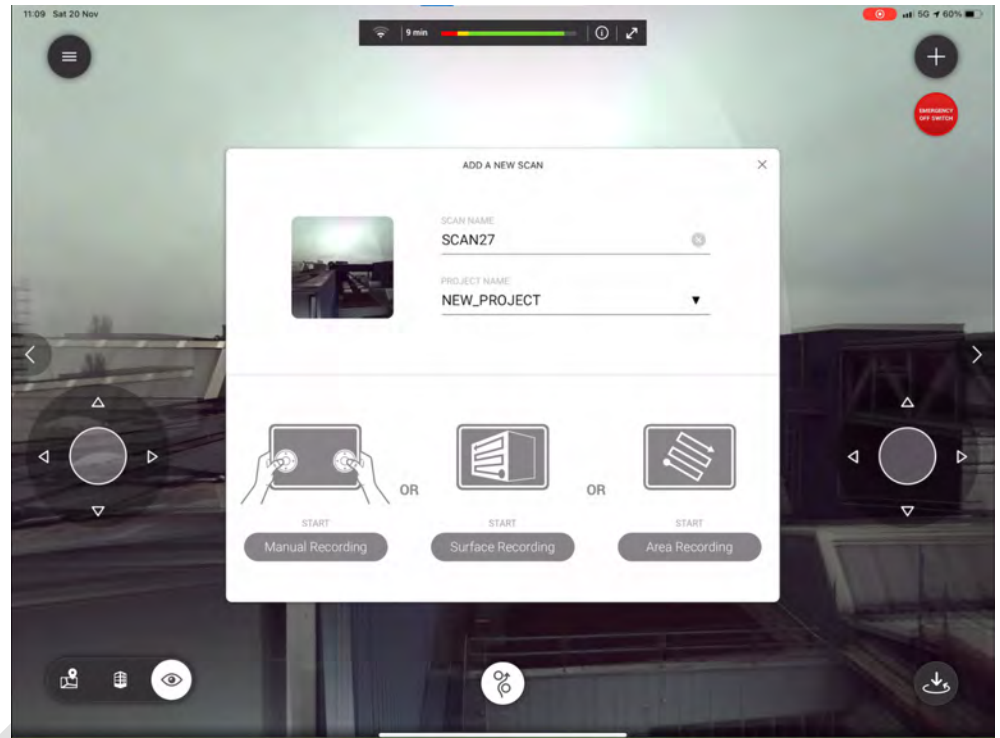 11:09 Sat 20 Nov
5G 60%
9 min
EMERGENCY
OFF SWITCH
ADD A NEW SCAN
SCAN NAME
SCAN27
PROJECT NAME
NEW_PROJECT
OR
OR
START
START
START
Manual Recording
Surface Recording
Area Recording